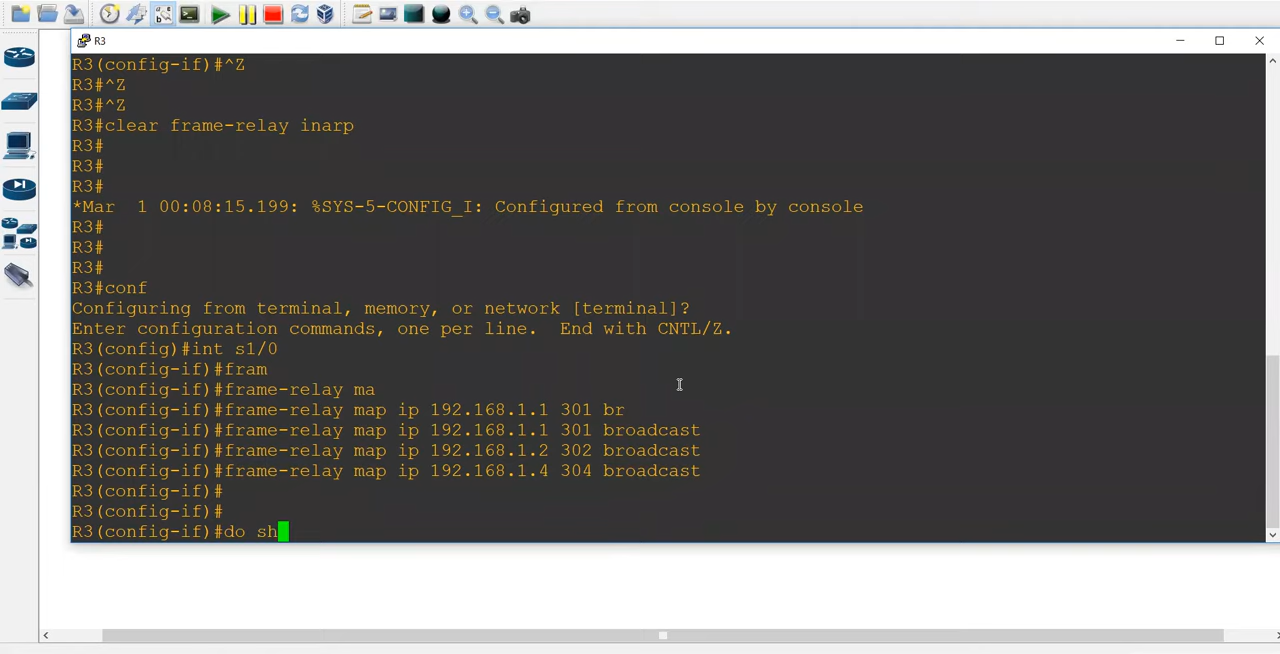 R3
R3(config-if)#^Z
R3#^Z
R3#^Z
R3#clear frame-relay inarp
R3#
R3#
R3#
*Mar  1 00:08:15.199: %SYS-5-CONFIG_I: Configured from console by console
R3#
R3#
R3#
R3#conf
Configuring from terminal, memory, or network [terminal]?
Enter configuration commands, one per line.  End with CNTL/Z.
R3(config)#int s1/0
R3(config-if)#fram
R3(config-if)#frame-relay ma
R3(config-if)#frame-relay map ip 192.168.1.1 301 br
R3(config-if)#frame-relay map ip 192.168.1.1 301 broadcast
R3(config-if)#frame-relay map ip 192.168.1.2 302 broadcast
R3(config-if)#frame-relay map ip 192.168.1.4 304 broadcast
R3(config-if)#
R3(config-if)#
R3(config-if)#do sh